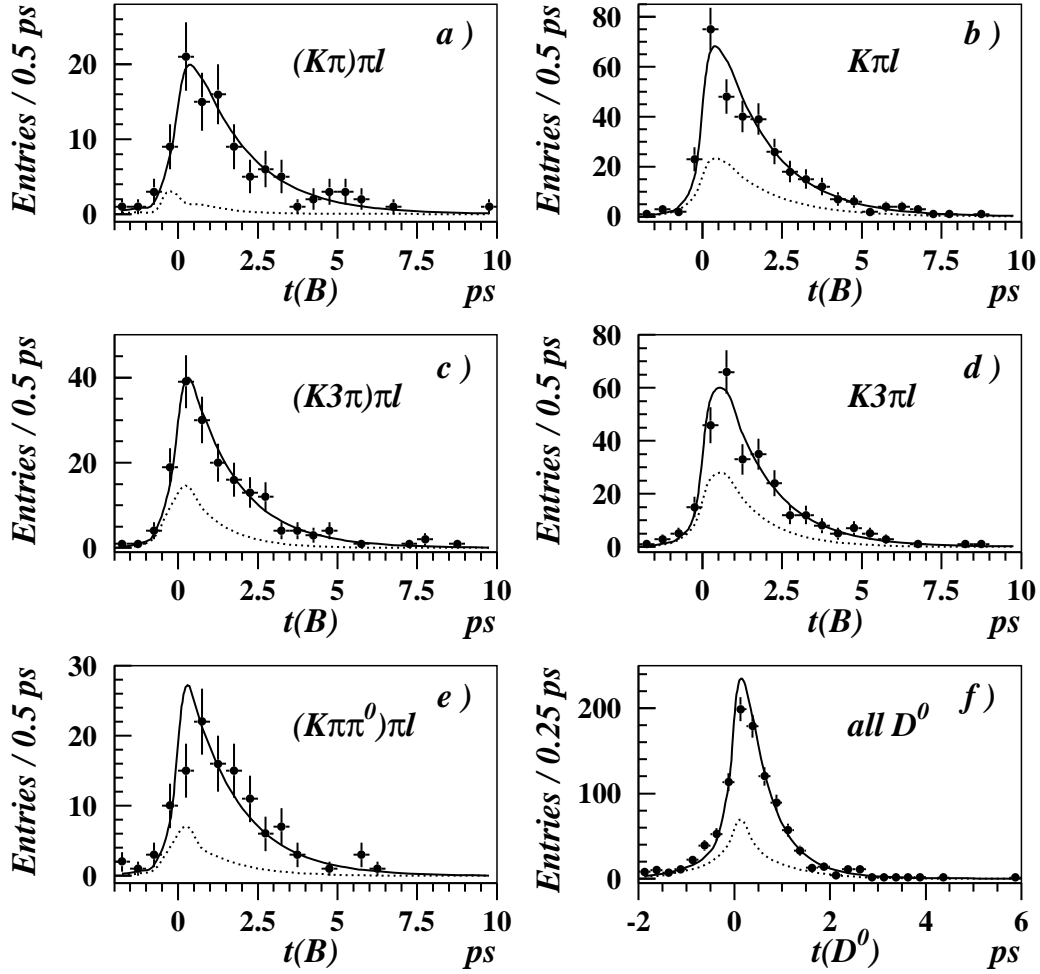 Entries / 0.5 ps
20
10
0
a )
(Kπ)πl
0 2.5 5 7.5 10
t(B) ps
Entries / 0.5 ps
80
60
40
20
0
b )
Kπl
0 2.5 5 7.5 10
t(B) ps
Entries / 0.5 ps
40
20
0
c )
(K3π)πl
0 2.5 5 7.5 10
t(B) ps
Entries / 0.5 ps
80
60
40
20
0
d )
K3πl
0 2.5 5 7.5 10
t(B) ps
Entries / 0.5 ps
30
20
10
0
e )
(Kππ⁰)πl
0 2.5 5 7.5 10
t(B) ps
Entries / 0.25 ps
200
100
0
f )
all D⁰
-2 0 2 4 6
t(D⁰) ps